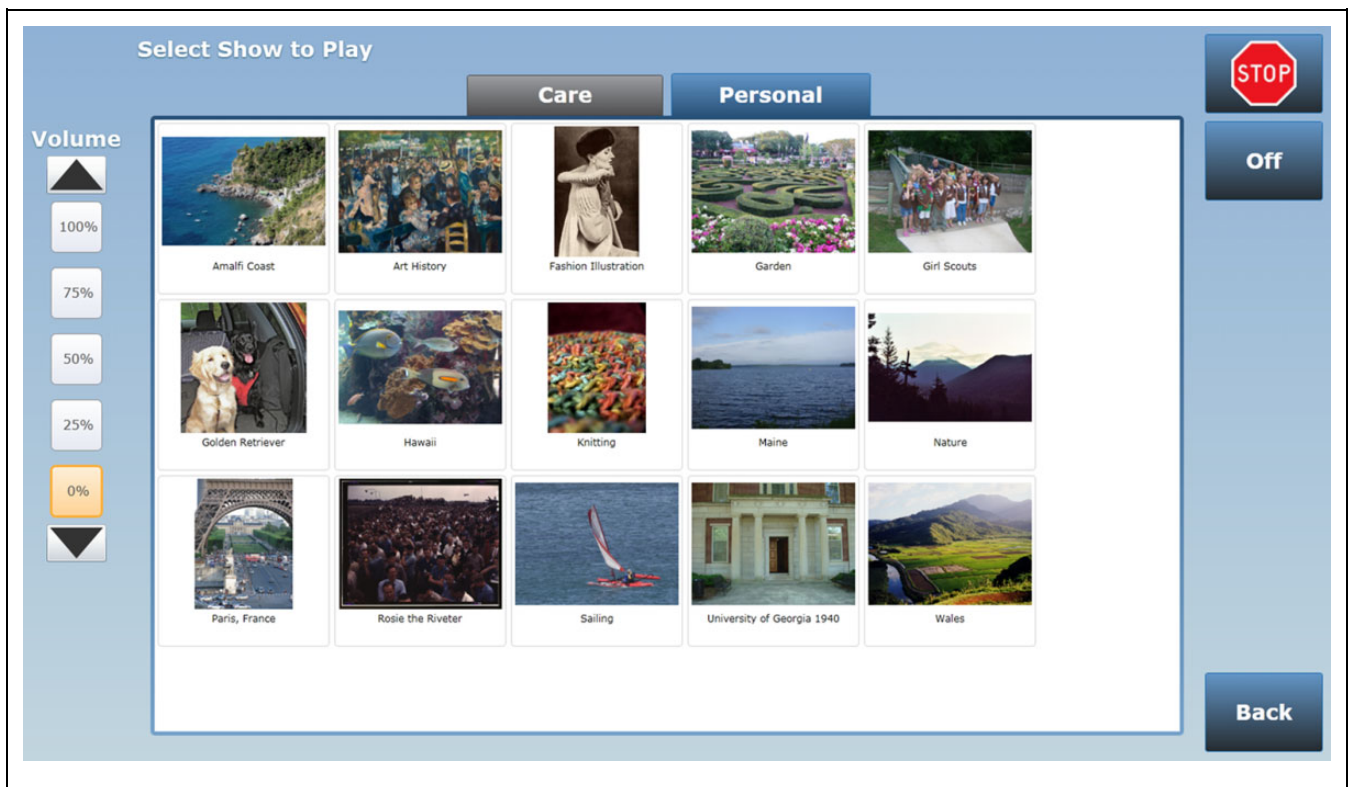 Select Show to Play
STOP
Care
Personal
Volume
Off
100%
75%
50%
25%
0%
Amalfi Coast
Art History
Fashion Illustration
Garden
Girl Scouts
Golden Retriever
Hawaii
Knitting
Maine
Nature
Paris, France
Rosie the Riveter
Sailing
University of Georgia 1940
Wales
Back